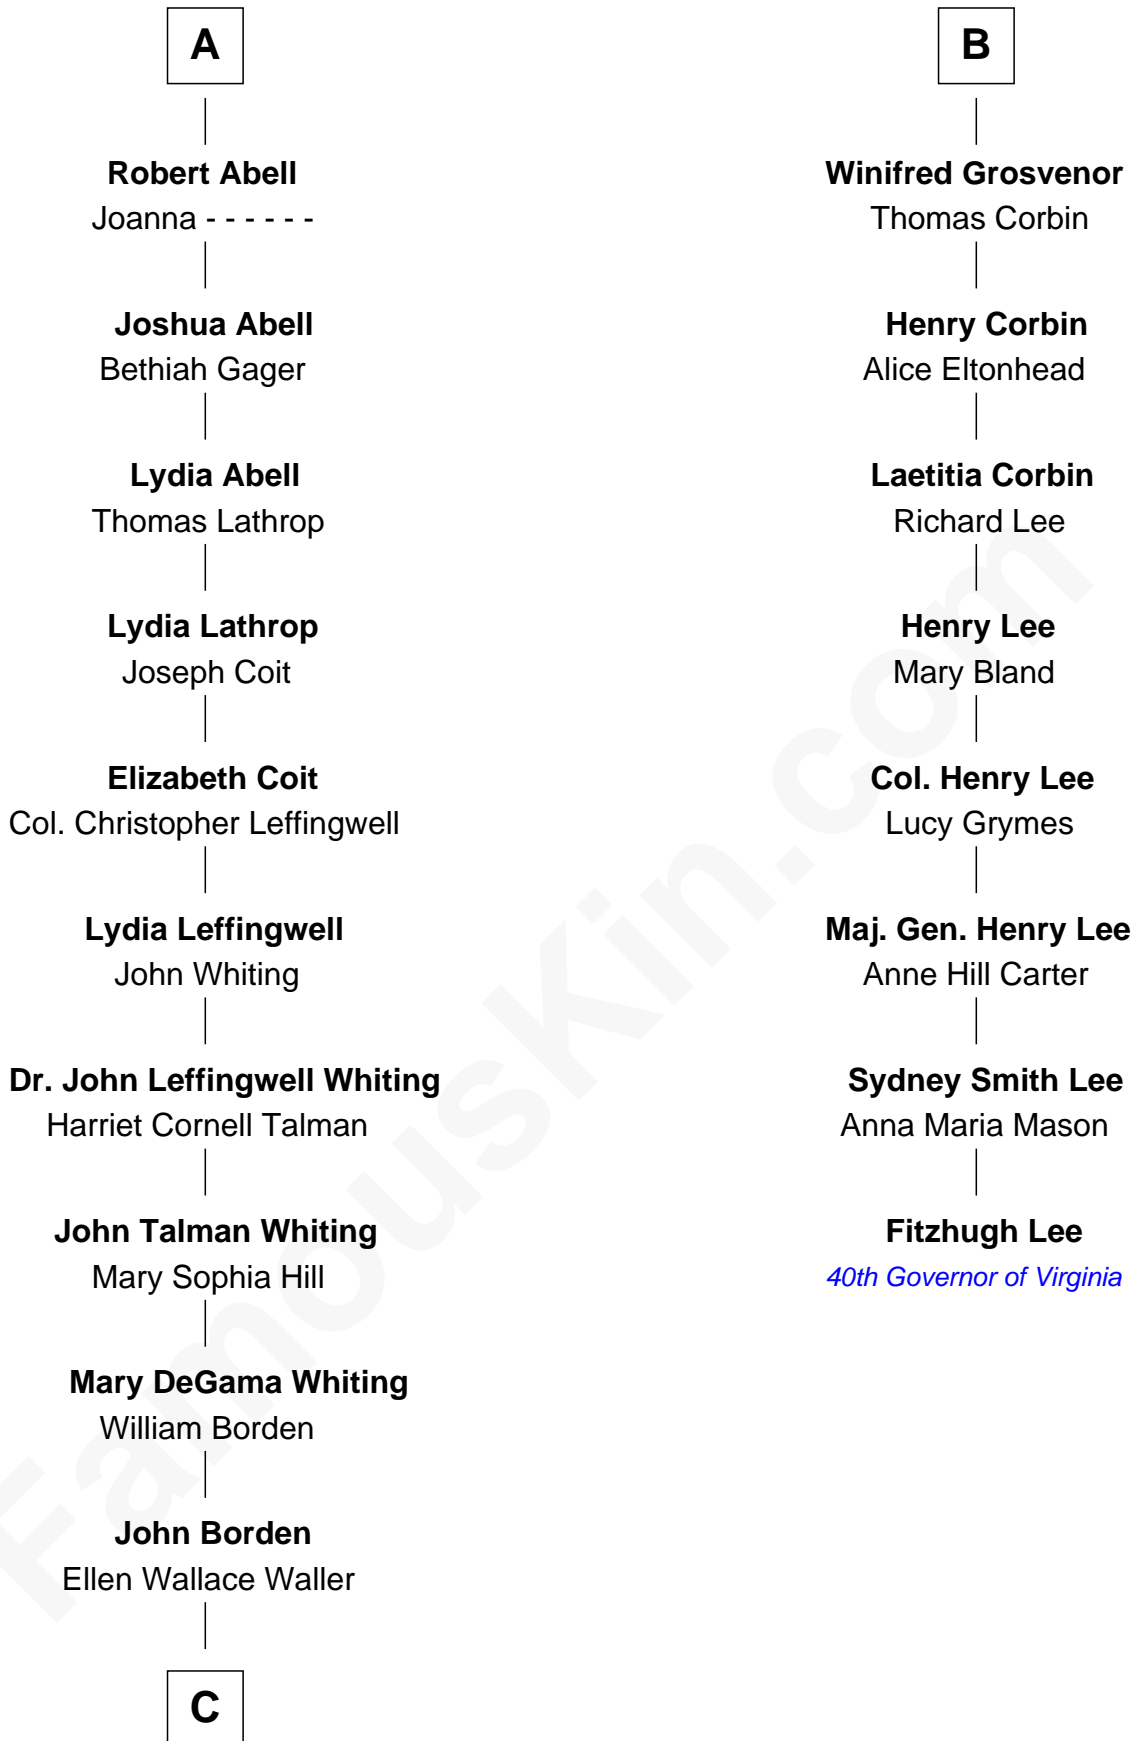 A
Robert Abell
Joanna - - - - - -
Joshua Abell
Bethiah Gager
Lydia Abell
Thomas Lathrop
Lydia Lathrop
Joseph Coit
Elizabeth Coit
Col. Christopher Leffingwell
Lydia Leffingwell
John Whiting
Dr. John Leffingwell Whiting
Harriet Cornell Talman
John Talman Whiting
Mary Sophia Hill
Mary DeGama Whiting
William Borden
John Borden
Ellen Wallace Waller
C
B
Winifred Grosvenor
Thomas Corbin
Henry Corbin
Alice Eltonhead
Laetitia Corbin
Richard Lee
Henry Lee
Mary Bland
Col. Henry Lee
Lucy Grymes
Maj. Gen. Henry Lee
Anne Hill Carter
Sydney Smith Lee
Anna Maria Mason
Fitzhugh Lee
40th Governor of Virginia
FamousKin.com